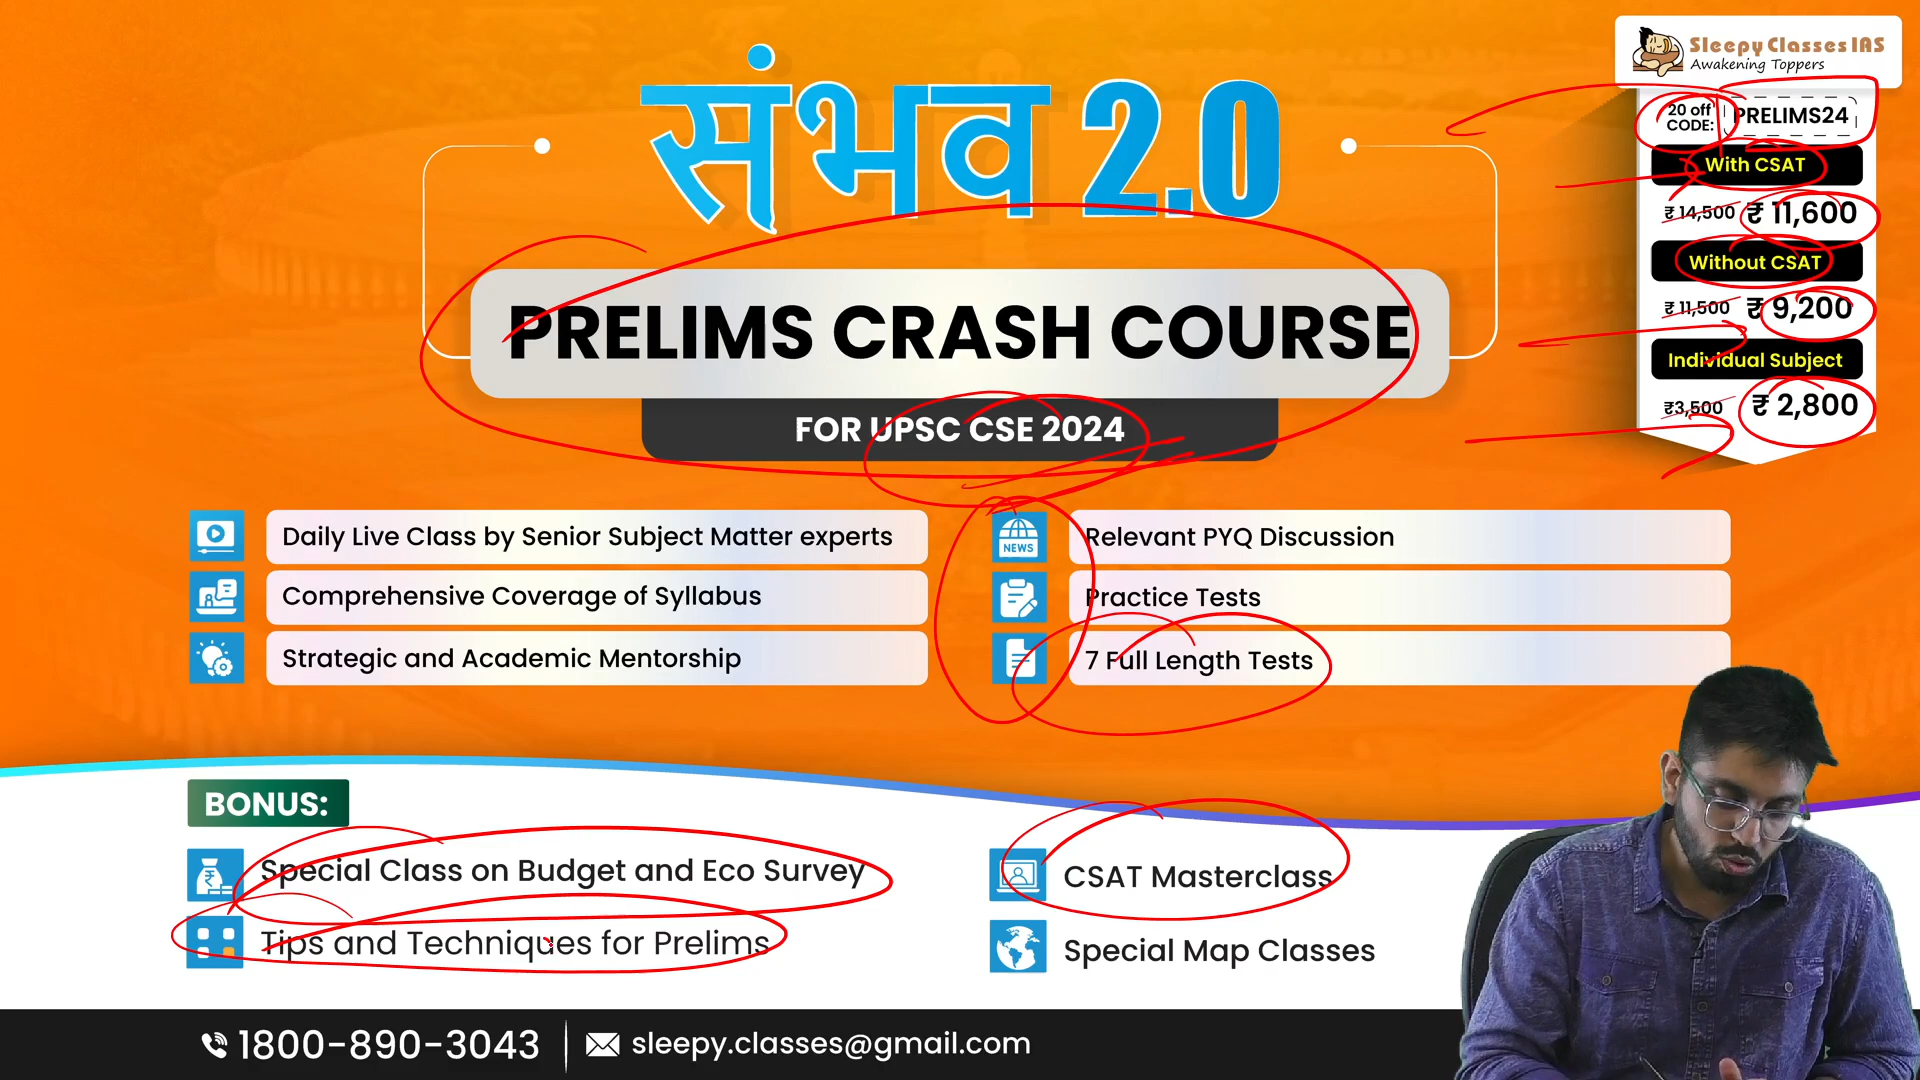 Sleepy Classes IAS
Awakening Toppers
संभव 2.0
PRELIMS CRASH COURSE
FOR UPSC CSE 2024
20 off
CODE:
PRELIMS24
With CSAT
₹ 14,500 ₹ 11,600
Without CSAT
₹ 11,500 ₹ 9,200
Individual Subject
₹3,500 ₹ 2,800
Daily Live Class by Senior Subject Matter experts
Comprehensive Coverage of Syllabus
Strategic and Academic Mentorship
NEWS
Relevant PYQ Discussion
Practice Tests
7 Full Length Tests
BONUS:
Special Class on Budget and Eco Survey
Tips and Techniques for Prelims
CSAT Masterclass
Special Map Classes
1800-890-3043
sleepy.classes@gmail.com